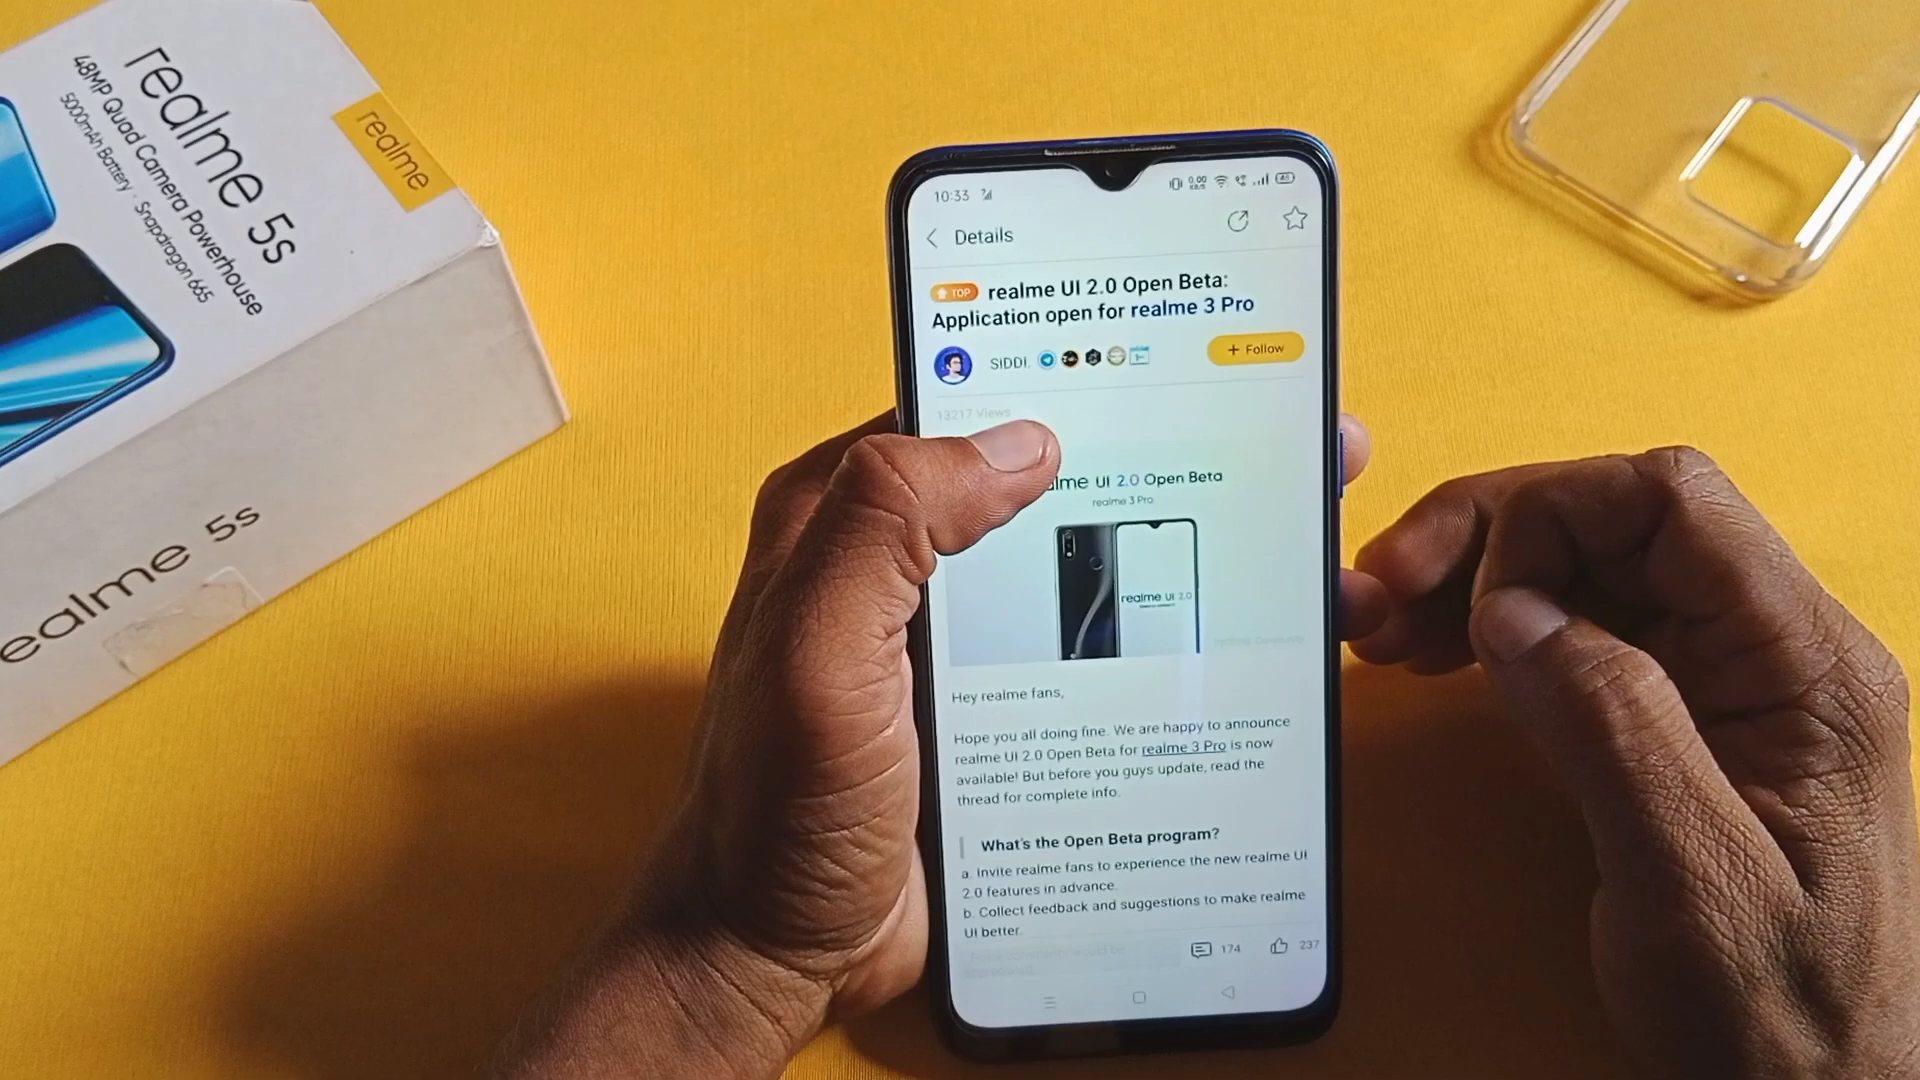 realme 5s
48MP Quad Camera Powerhouse
5000mAh Battery · Snapdragon 665
realme
ealme 5s
10:33
0.00
KB/S
Details
TOP realme UI 2.0 Open Beta:
Application open for realme 3 Pro
SIDDI.
+ Follow
13217 Views
lme UI 2.0 Open Beta
realme 3 Pro
realme UI 2.0
Hey realme fans,
Hope you all doing fine. We are happy to announce
realme UI 2.0 Open Beta for realme 3 Pro is now
available! But before you guys update, read the
thread for complete info.
What's the Open Beta program?
a. Invite realme fans to experience the new realme UI
2.0 features in advance.
b. Collect feedback and suggestions to make realme
UI better.
174
237